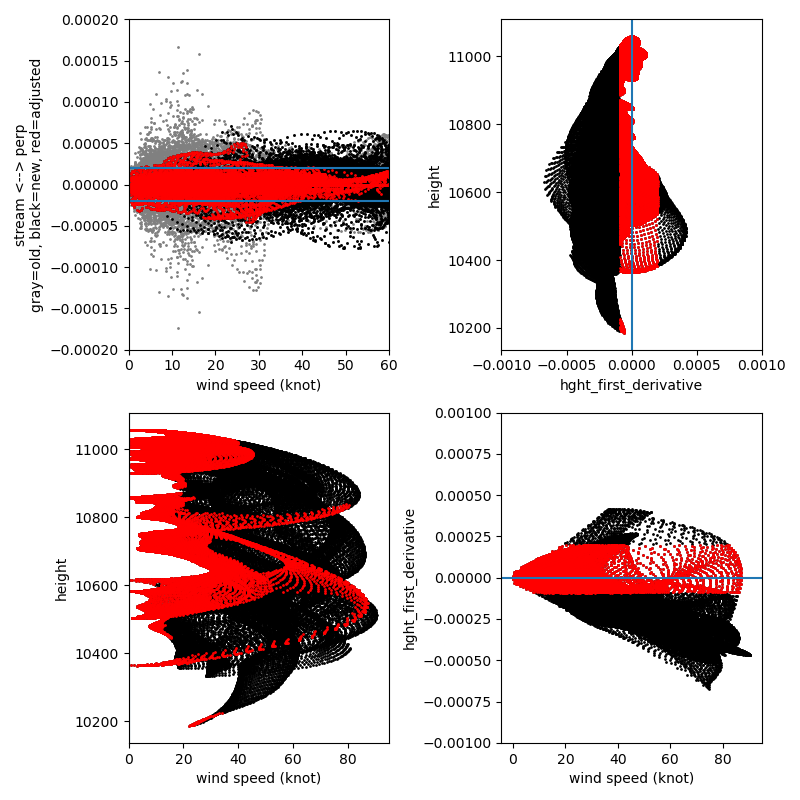 0.00020
0.00015
0.00010
0.00005
0.00000
−0.00005
−0.00010
−0.00015
−0.00020
stream <--> perp
gray=old, black=new, red=adjusted
0 10 20 30 40 50 60
wind speed (knot)
11000
10800
10600
10400
10200
height
−0.0010 −0.0005 0.0000 0.0005 0.0010
hght_first_derivative
11000
10800
10600
10400
10200
height
0 20 40 60 80
wind speed (knot)
0.00100
0.00075
0.00050
0.00025
0.00000
−0.00025
−0.00050
−0.00075
−0.00100
hght_first_derivative
0 20 40 60 80
wind speed (knot)